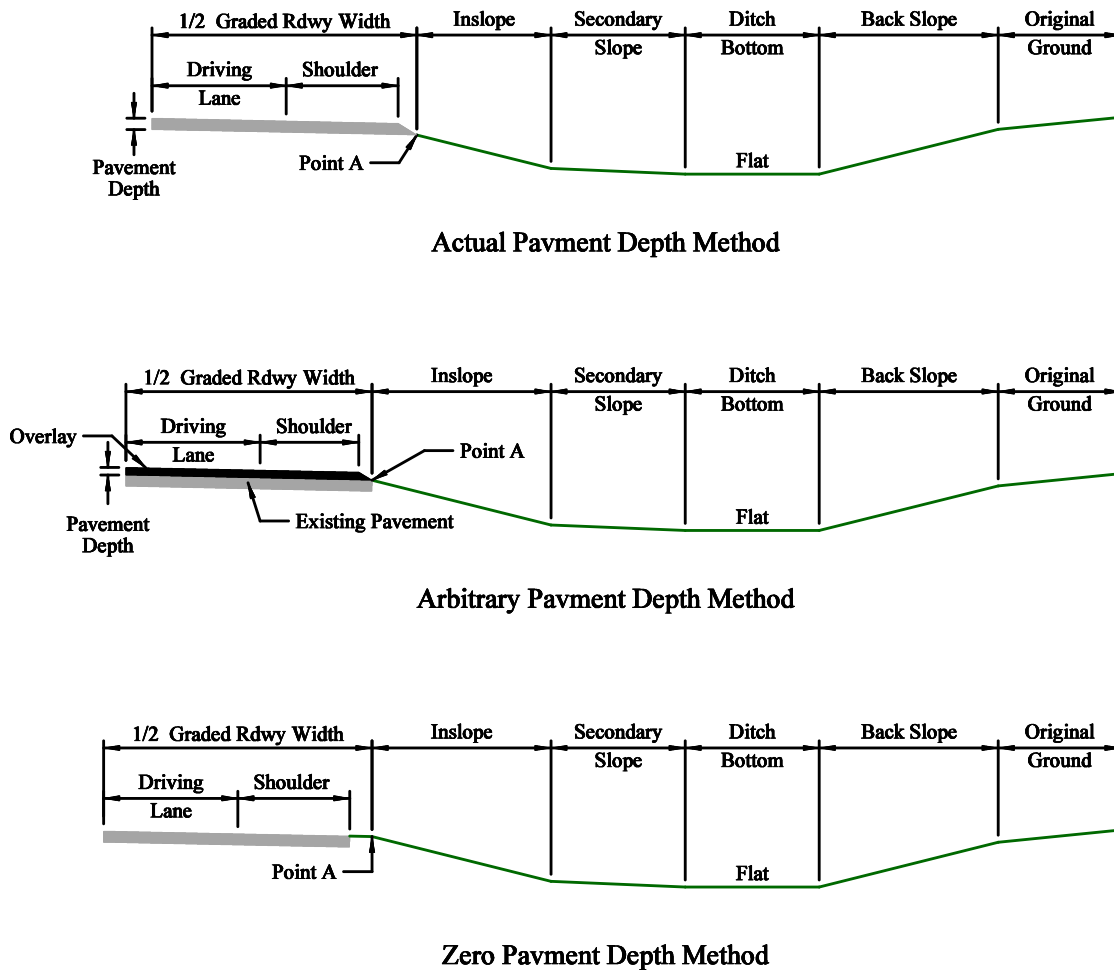 1/2 Graded Rdwy Width
Inslope
Secondary
Slope
Ditch
Bottom
Back Slope
Original
Ground
Driving
Lane
Shoulder
Pavement
Depth
Point A
Flat
Actual Pavment Depth Method
1/2 Graded Rdwy Width
Inslope
Secondary
Slope
Ditch
Bottom
Back Slope
Original
Ground
Overlay
Driving
Lane
Shoulder
Point A
Pavement
Depth
Existing Pavement
Flat
Arbitrary Pavment Depth Method
1/2 Graded Rdwy Width
Inslope
Secondary
Slope
Ditch
Bottom
Back Slope
Original
Ground
Driving
Lane
Shoulder
Point A
Flat
Zero Pavment Depth Method